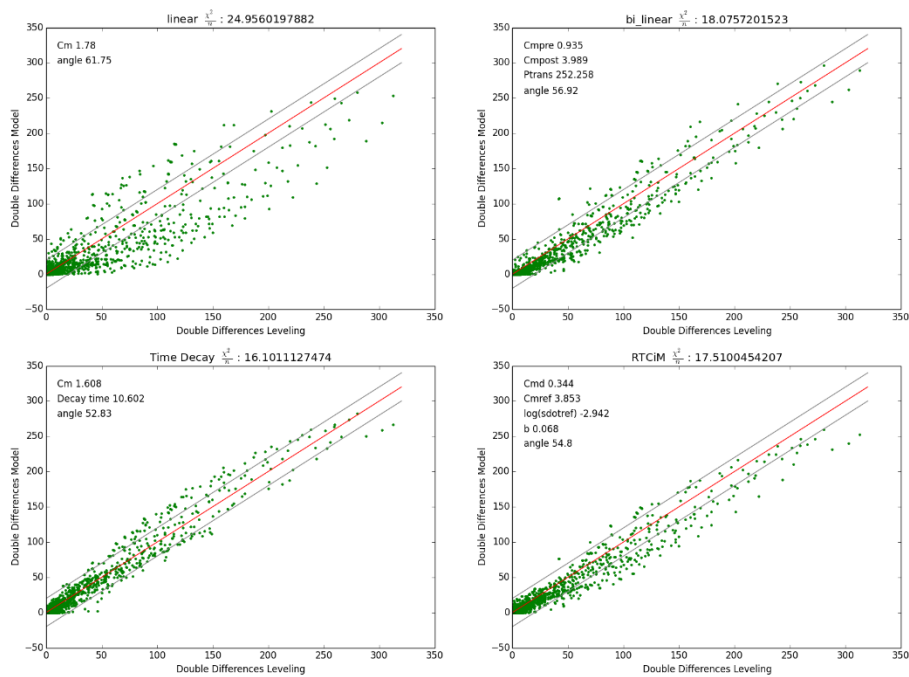 linear χ²/n : 24.9560197882
Cm 1.78
angle 61.75
Double Differences Model
350
300
250
200
150
100
50
0
−50
0 50 100 150 200 250 300 350
Double Differences Leveling
bi_linear χ²/n : 18.0757201523
Cmpre 0.935
Cmpost 3.989
Ptrans 252.258
angle 56.92
Double Differences Model
350
300
250
200
150
100
50
0
−50
0 50 100 150 200 250 300 350
Double Differences Leveling
Time Decay χ²/n : 16.1011127474
Cm 1.608
Decay time 10.602
angle 52.83
Double Differences Model
350
300
250
200
150
100
50
0
−50
0 50 100 150 200 250 300 350
Double Differences Leveling
RTCiM χ²/n : 17.5100454207
Cmd 0.344
Cmref 3.853
log(sdotref) -2.942
b 0.068
angle 54.8
Double Differences Model
350
300
250
200
150
100
50
0
−50
0 50 100 150 200 250 300 350
Double Differences Leveling